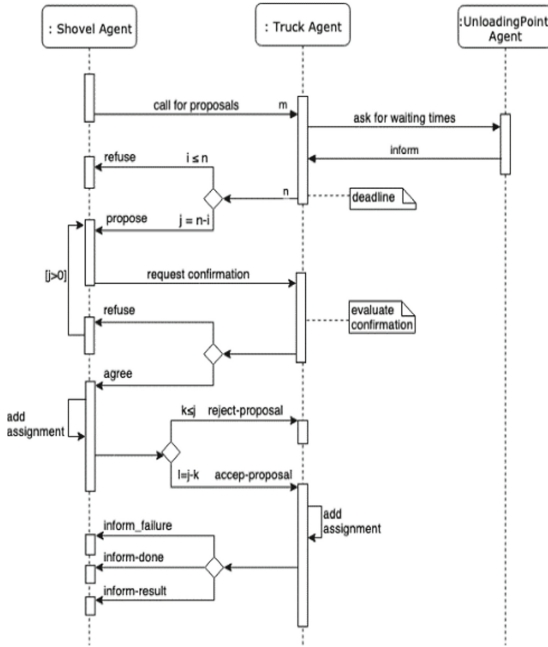 : Shovel Agent
: Truck Agent
:UnloadingPoint
Agent
call for proposals
m
ask for waiting times
inform
refuse
i ≤ n
n
deadline
propose
j = n-i
[j>0]
request confirmation
refuse
evaluate
confirmation
agree
add
assignment
k≤j reject-proposal
l=j-k accep-proposal
add
assignment
inform_failure
inform-done
inform-result